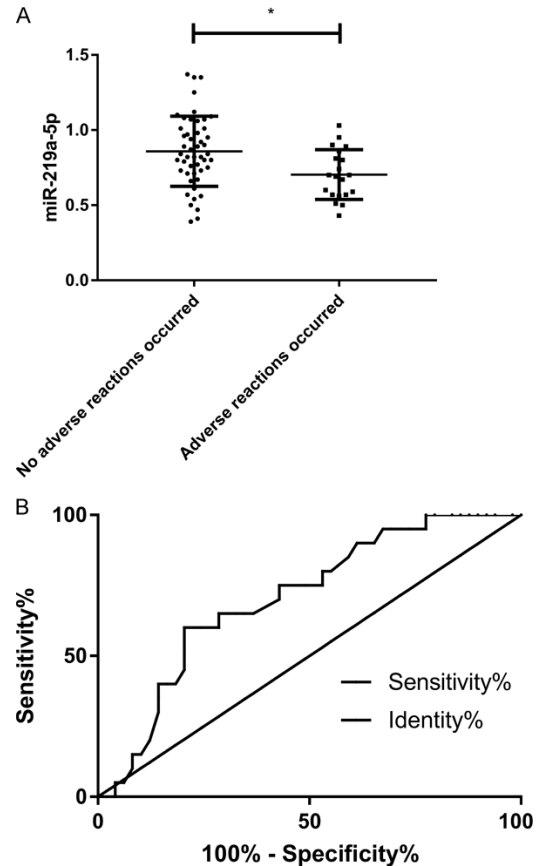 A
*
1.5
1.0
0.5
0.0
miR-219a-5p
No adverse reactions occurred
Adverse reactions occurred
B
100
50
0
Sensitivity%
Sensitivity%
Identity%
0
50
100
100% - Specificity%